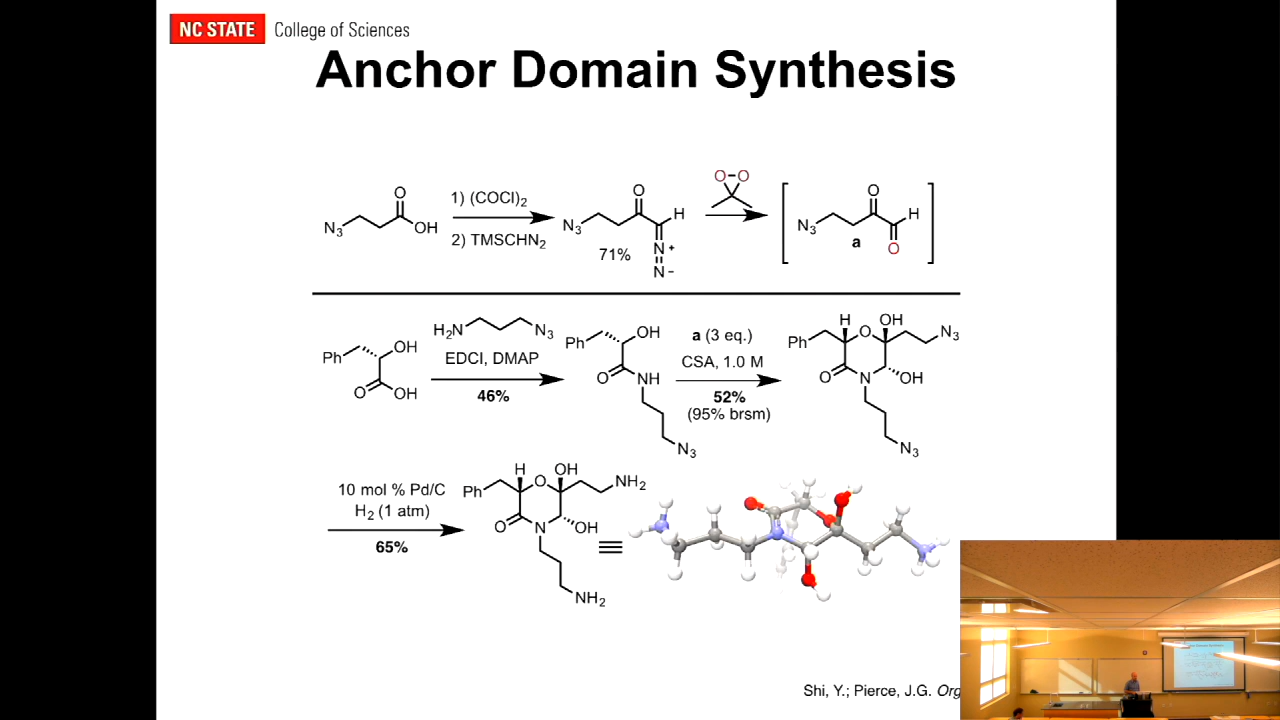 NC STATE College of Sciences
Anchor Domain Synthesis
1) (COCl)2
2) TMSCHN2
N3
O
OH
N3
O
H
N+
N−
71%
O-O
N3
O
H
O
a
Ph
OH
O
OH
H2N
N3
EDCI, DMAP
46%
Ph
OH
O
NH
N3
a (3 eq.)
CSA, 1.0 M
52%
(95% brsm)
H
OH
Ph
O
N3
O
N
OH
N3
10 mol % Pd/C
H2 (1 atm)
65%
H
OH
Ph
O
NH2
O
N
OH
NH2
Shi, Y.; Pierce, J.G. Org